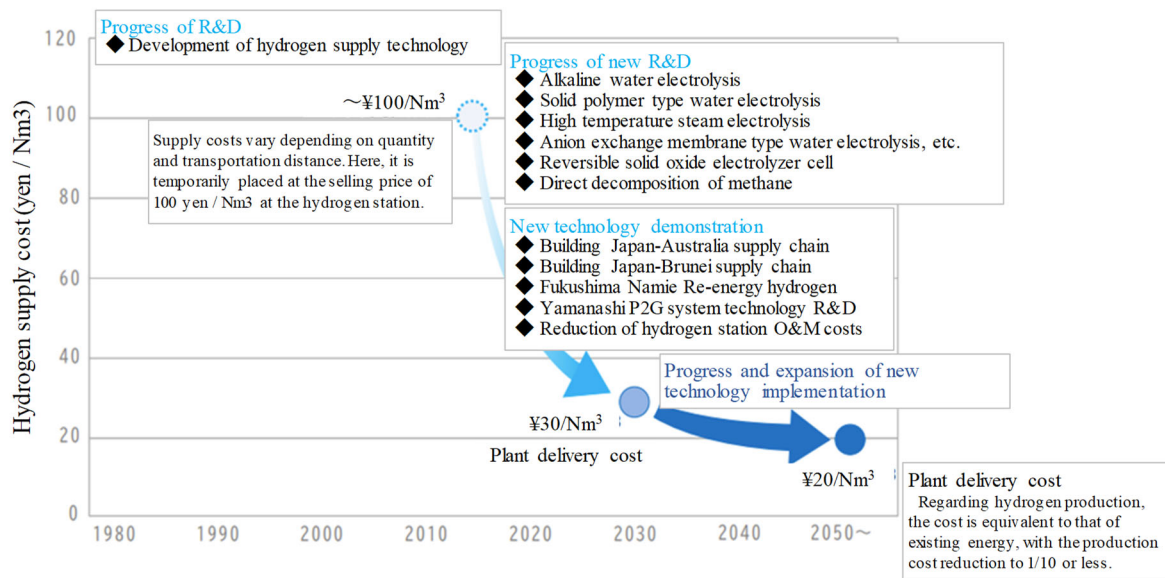 Progress of R&D
◆ Development of hydrogen supply technology
Progress of new R&D
◆ Alkaline water electrolysis
◆ Solid polymer type water electrolysis
◆ High temperature steam electrolysis
◆ Anion exchange membrane type water electrolysis, etc.
◆ Reversible solid oxide electrolyzer cell
◆ Direct decomposition of methane
～¥100/Nm³
Supply costs vary depending on quantity
and transportation distance. Here, it is
temporarily placed at the selling price of
100 yen / Nm3 at the hydrogen station.
New technology demonstration
◆ Building Japan-Australia supply chain
◆ Building Japan-Brunei supply chain
◆ Fukushima Namie Re-energy hydrogen
◆ Yamanashi P2G system technology R&D
◆ Reduction of hydrogen station O&M costs
Progress and expansion of new
technology implementation
¥30/Nm³
Plant delivery cost
¥20/Nm³
Plant delivery cost
Regarding hydrogen production,
the cost is equivalent to that of
existing energy, with the production
cost reduction to 1/10 or less.
Hydrogen supply cost (yen / Nm3)
120
100
80
60
40
20
0
1980 1990 2000 2010 2020 2030 2040 2050～